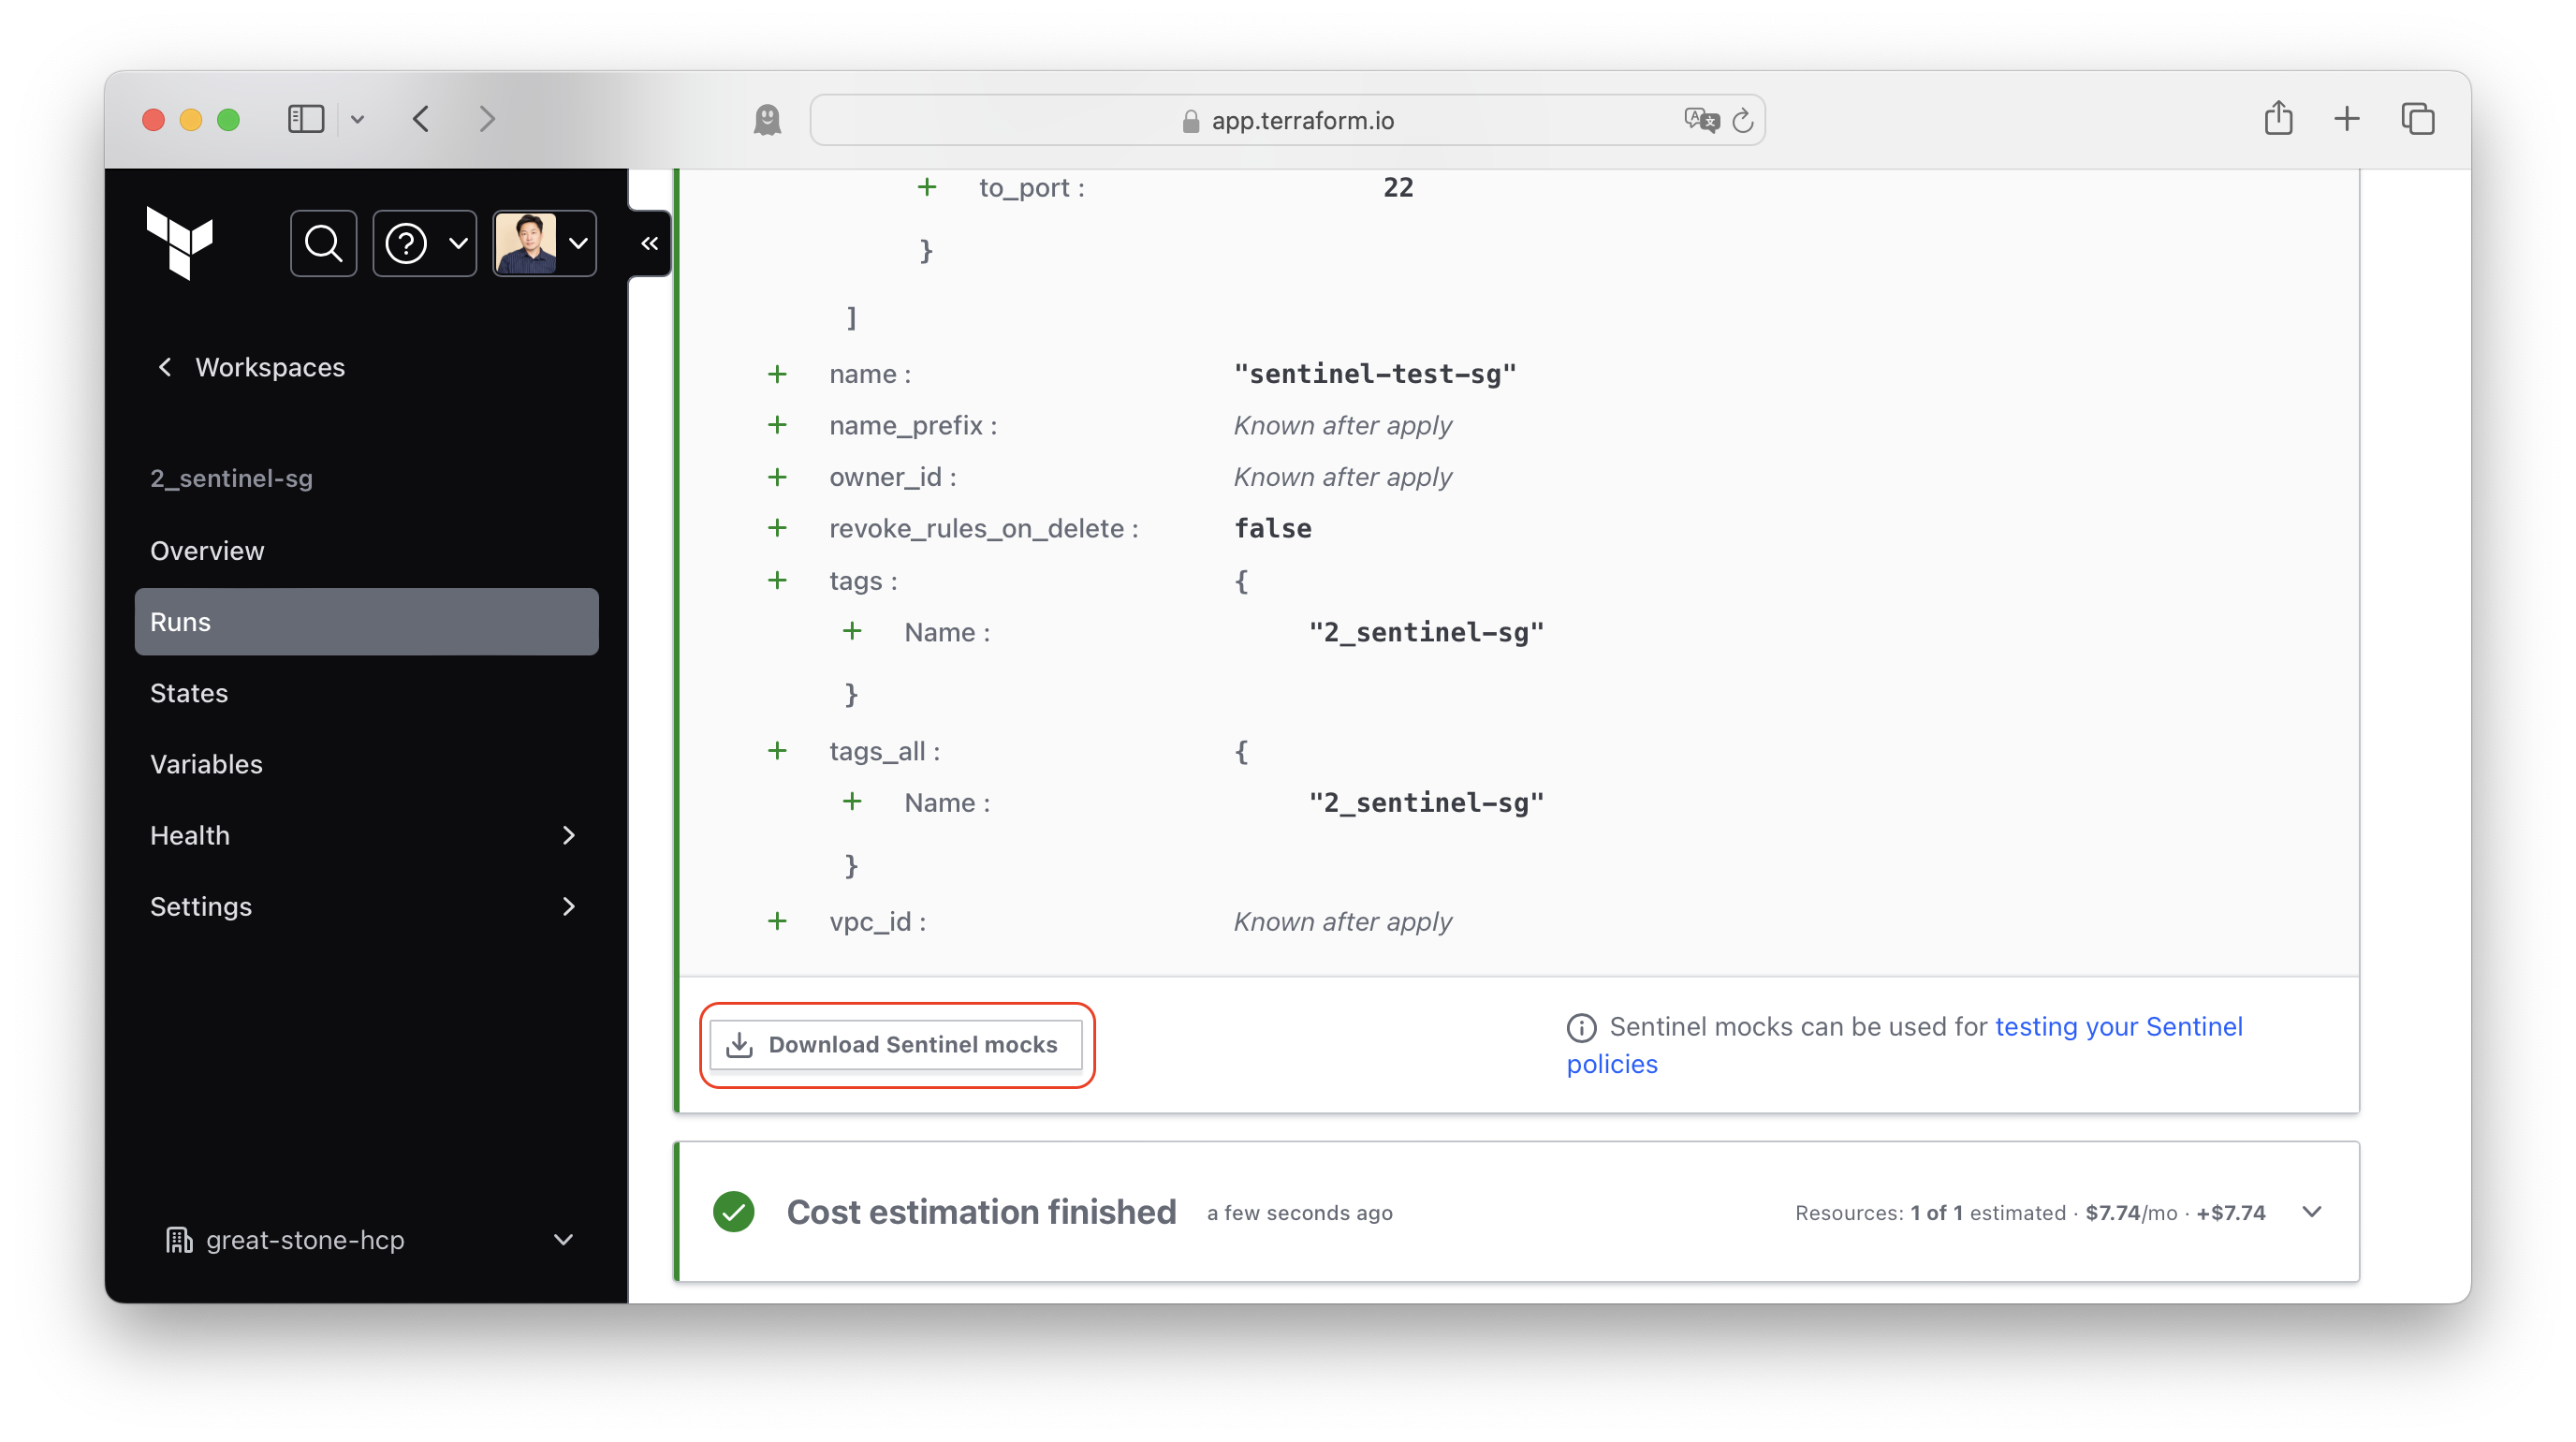 app.terraform.io
Workspaces
2_sentinel-sg
Overview
Runs
States
Variables
Health
Settings
great-stone-hcp
+ to_port : 22
}
]
+ name : "sentinel-test-sg"
+ name_prefix : Known after apply
+ owner_id : Known after apply
+ revoke_rules_on_delete : false
+ tags : {
+ Name : "2_sentinel-sg"
}
+ tags_all : {
+ Name : "2_sentinel-sg"
}
+ vpc_id : Known after apply
Download Sentinel mocks
Sentinel mocks can be used for testing your Sentinel
policies
Cost estimation finished a few seconds ago Resources: 1 of 1 estimated · $7.74/mo · +$7.74